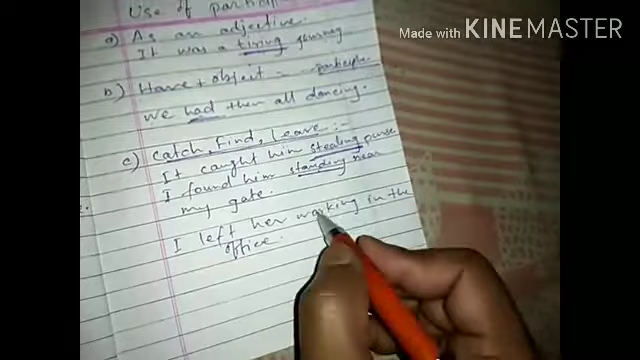 Use of particip
Made with KINEMASTER
a) As an adjective.
It was a tiring journey
b) Have + object = ... participle
We had them all dancing.
c) Catch, Find, Leave :-
It caught him stealing purse
I found him standing near
my gate.
I left her working in the
office.